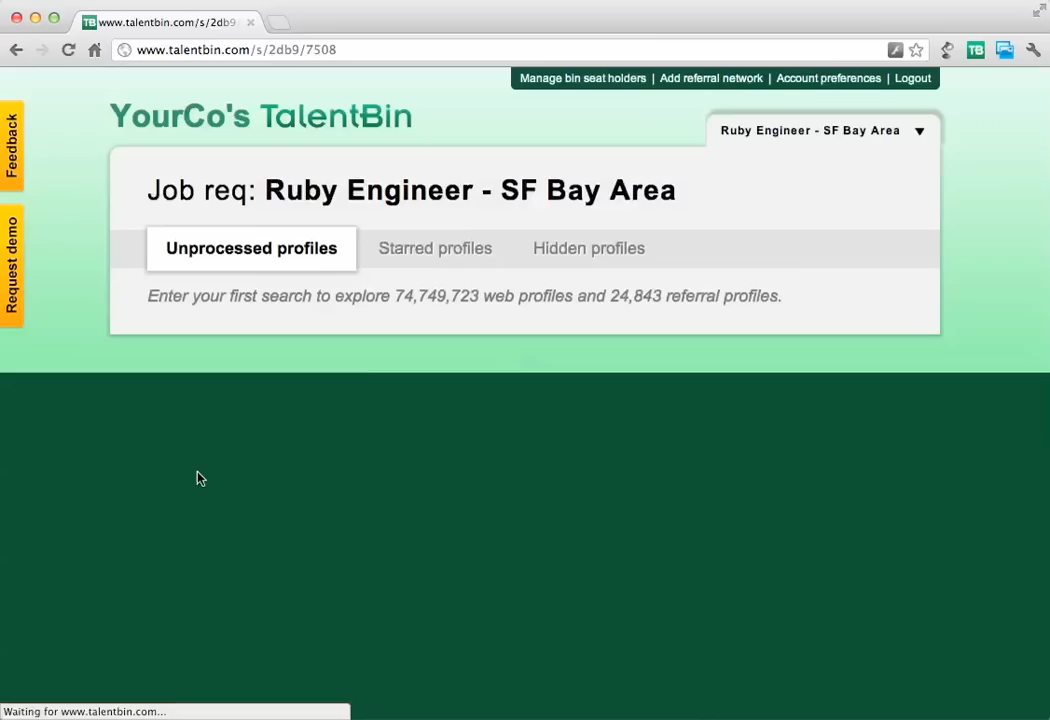 www.talentbin.com/s/2db9
www.talentbin.com/s/2db9/7508
TB
Manage bin seat holders | Add referral network | Account preferences | Logout
Feedback
YourCo's TalentBin
Ruby Engineer - SF Bay Area ▼
Job req: Ruby Engineer - SF Bay Area
Request demo
Unprocessed profiles Starred profiles Hidden profiles
Enter your first search to explore 74,749,723 web profiles and 24,843 referral profiles.
Waiting for www.talentbin.com...